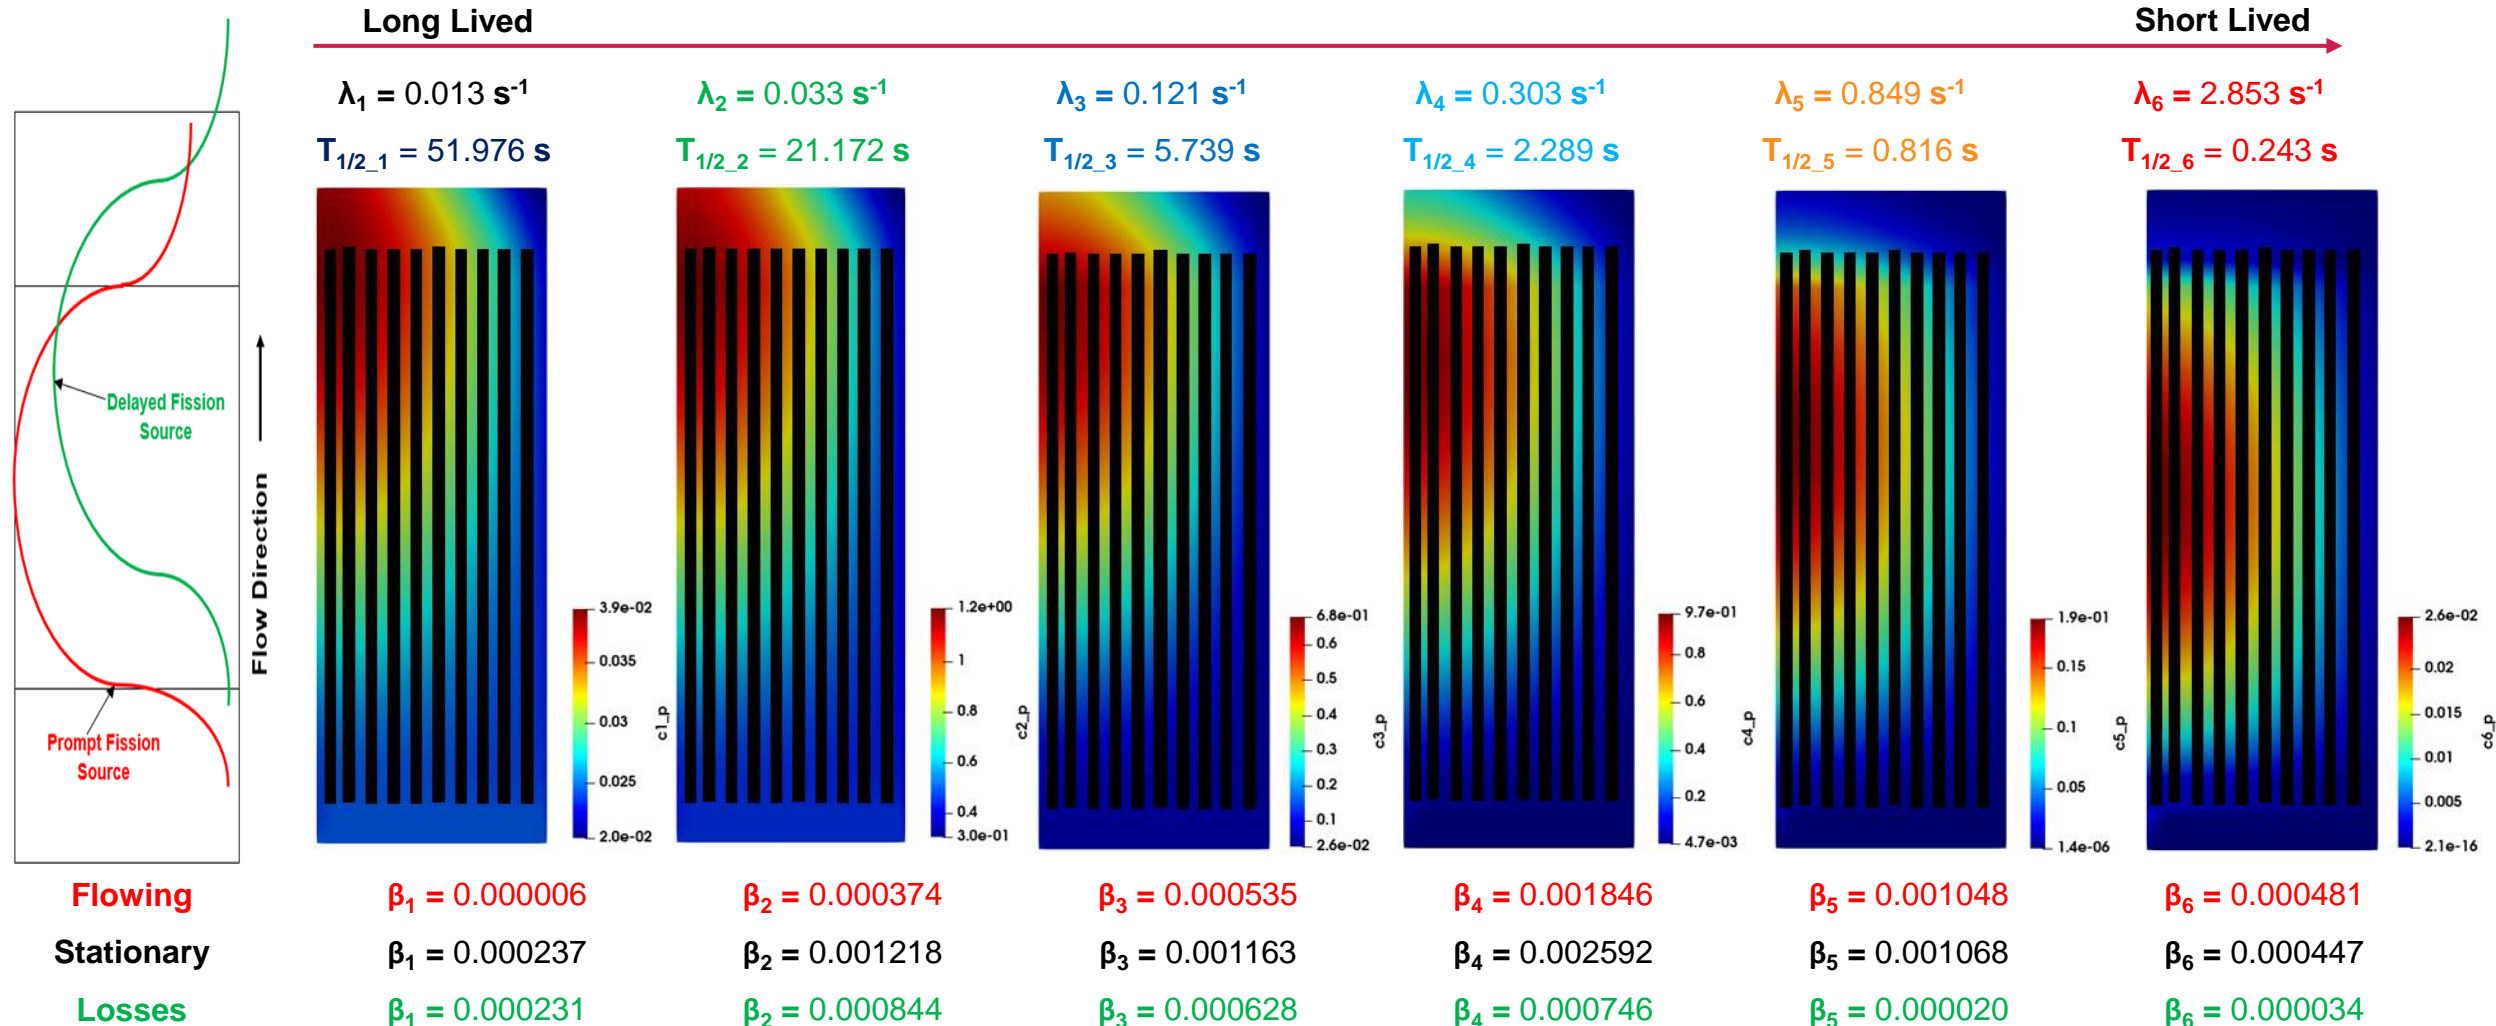 Long Lived
Short Lived
λ1 = 0.013 s-1
λ2 = 0.033 s-1
λ3 = 0.121 s-1
λ4 = 0.303 s-1
λ5 = 0.849 s-1
λ6 = 2.853 s-1
T1/2_1 = 51.976 s
T1/2_2 = 21.172 s
T1/2_3 = 5.739 s
T1/2_4 = 2.289 s
T1/2_5 = 0.816 s
T1/2_6 = 0.243 s
Delayed Fission
Source
Flow Direction
Prompt Fission
Source
3.9e-02
0.035
0.03
0.025
2.0e-02
c1_p
1.2e+00
1
0.8
0.6
0.4
3.0e-01
c2_p
6.8e-01
0.6
0.5
0.4
0.3
0.2
0.1
2.6e-02
c3_p
9.7e-01
0.8
0.6
0.4
0.2
4.7e-03
c4_p
1.9e-01
0.15
0.1
0.05
1.4e-06
c5_p
2.6e-02
0.02
0.015
0.01
0.005
2.1e-16
c6_p
Flowing
β1 = 0.000006
β2 = 0.000374
β3 = 0.000535
β4 = 0.001846
β5 = 0.001048
β6 = 0.000481
Stationary
β1 = 0.000237
β2 = 0.001218
β3 = 0.001163
β4 = 0.002592
β5 = 0.001068
β6 = 0.000447
Losses
β1 = 0.000231
β2 = 0.000844
β3 = 0.000628
β4 = 0.000746
β5 = 0.000020
β6 = 0.000034